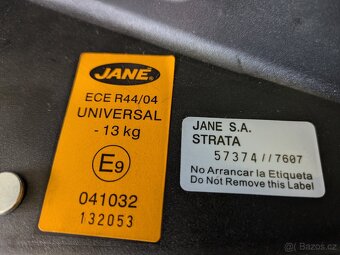 JANE
ECE R44/04
UNIVERSAL
- 13 kg
E9
041032
132053
JANE S.A.
STRATA
57374//7607
No Arrancar la Etiqueta
Do Not Remove this Label
Bazoš.cz